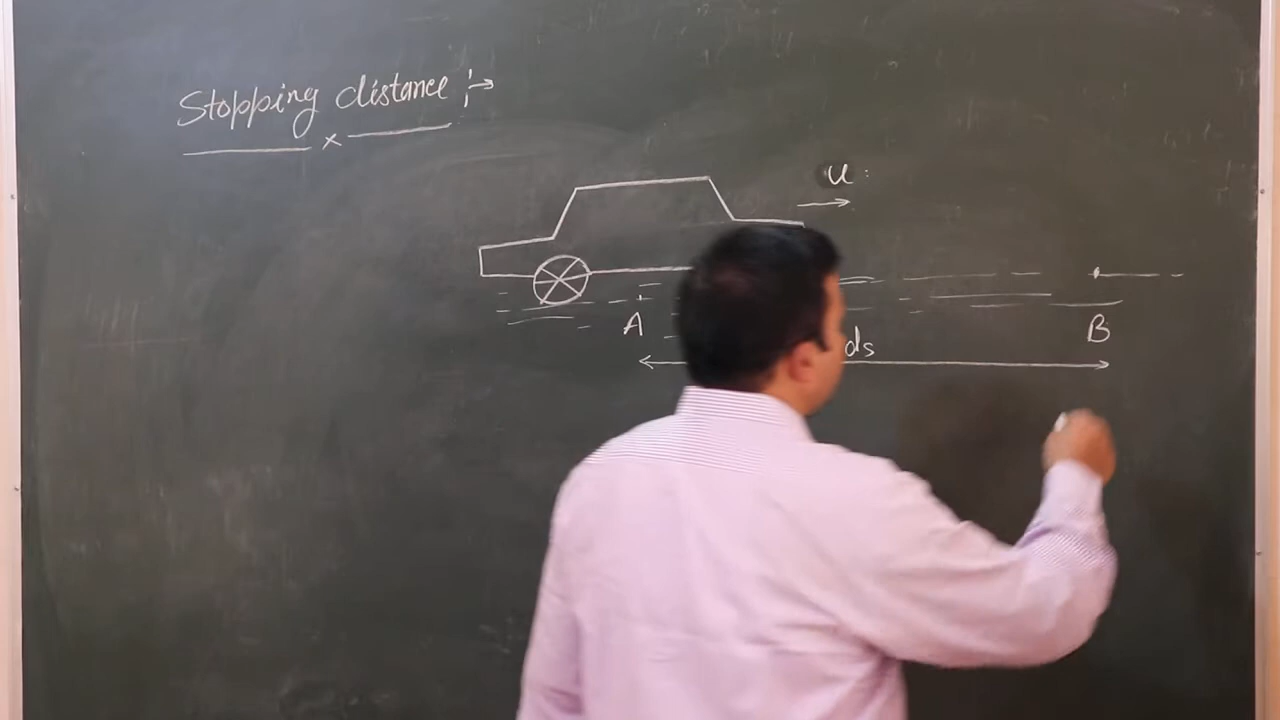 Stopping distance :→
u
A
B
ds